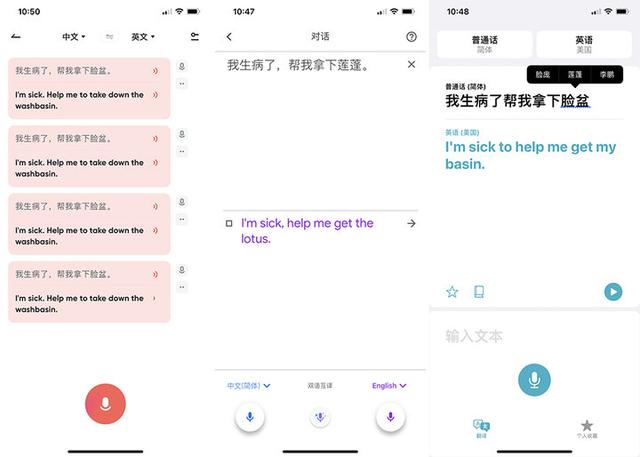 10:50
中文
英文
我生病了，帮我拿下脸盆。
I'm sick. Help me to take down the
washbasin.
我生病了，帮我拿下脸盆。
I'm sick. Help me to take down the
washbasin.
我生病了，帮我拿下脸盆。
I'm sick. Help me to take down the
washbasin.
我生病了，帮我拿下脸盆。
I'm sick. Help me to take down the
washbasin.
10:47
对话
我生病了，帮我拿下莲蓬。
I'm sick, help me get the
lotus.
中文(简体)
双语互译
English
10:48
普通话
简体
英语
美国
脸庞 莲蓬 李鹏
普通话 (简体)
我生病了帮我拿下脸盆
英语 (美国)
I'm sick to help me get my
basin.
输入文本
翻译
个人收藏